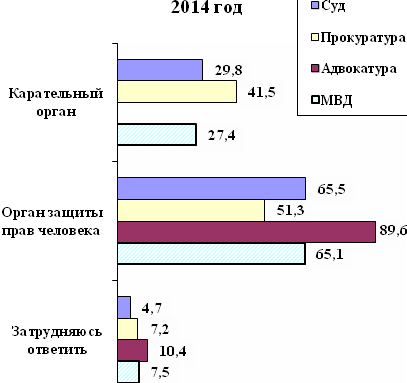 2014 год
Суд
Прокуратура
Адвокатура
МВД
Карательный
орган
29,8
41,5
27,4
Орган защиты
прав человека
65,5
51,3
89,6
65,1
Затрудняюсь
ответить
4,7
7,2
10,4
7,5